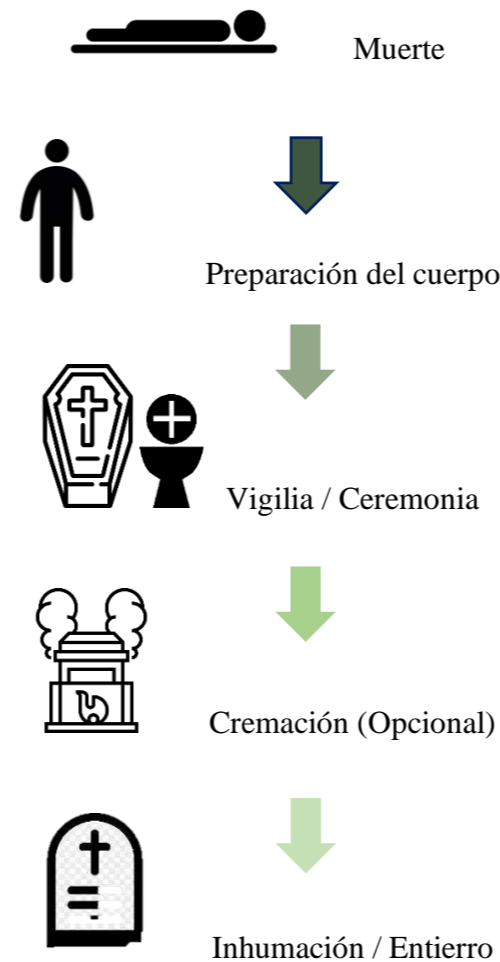 Muerte
Preparación del cuerpo
Vigilia / Ceremonia
Cremación (Opcional)
Inhumación / Entierro